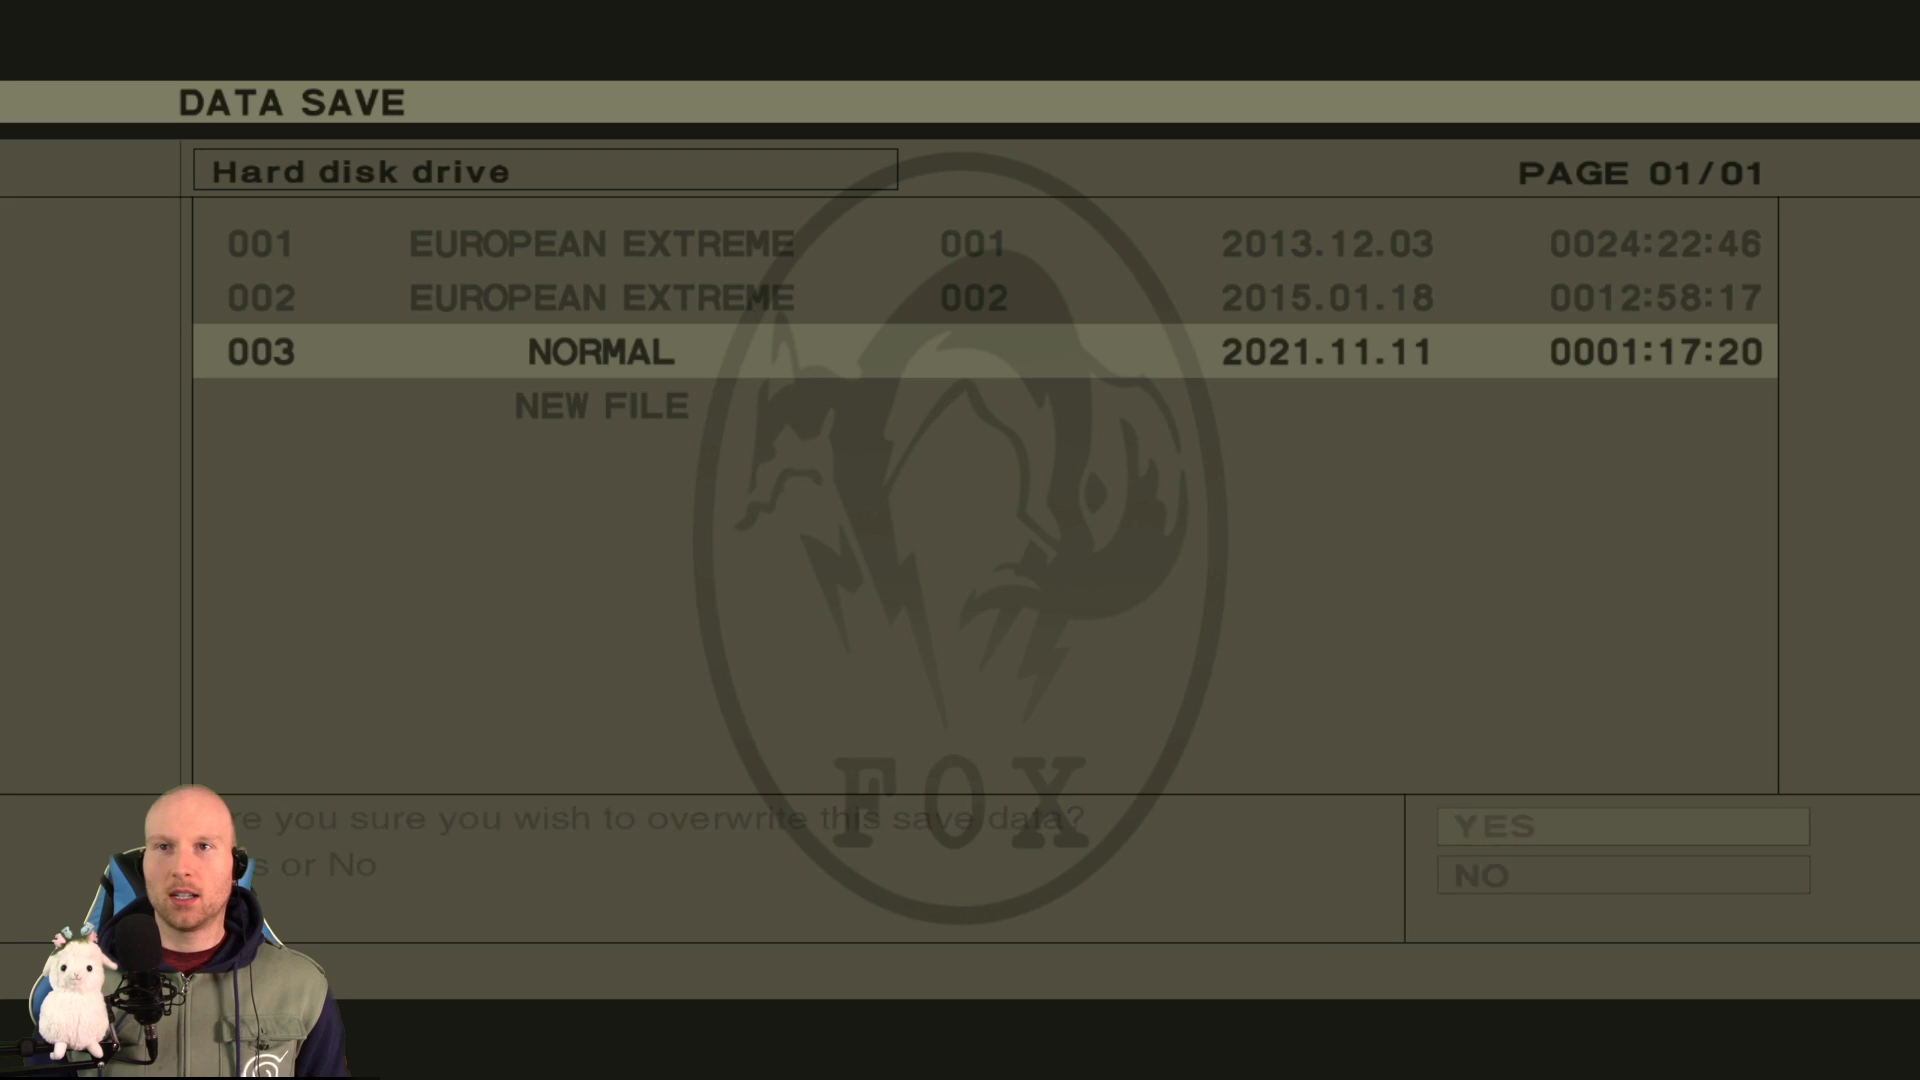 DATA SAVE
Hard disk drive PAGE 01/01
001 EUROPEAN EXTREME 001 2013.12.03 0024:22:46
002 EUROPEAN EXTREME 002 2015.01.18 0012:58:17
003 NORMAL 2021.11.11 0001:17:20
NEW FILE
FOX
re you sure you wish to overwrite this save data?
s or No
YES
NO